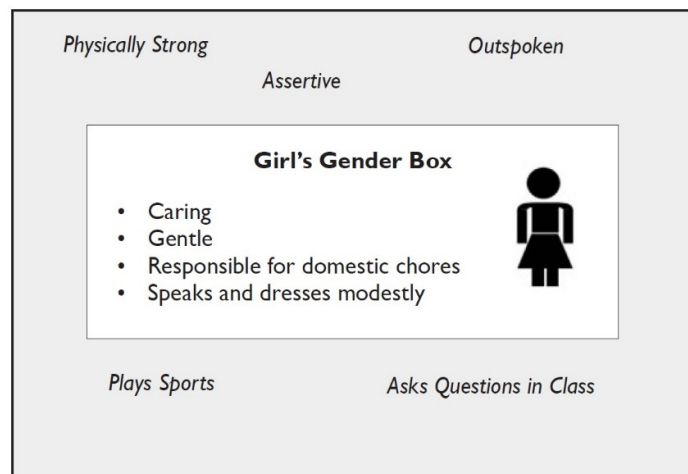 Physically Strong
Outspoken
Assertive
Girl's Gender Box
• Caring
• Gentle
• Responsible for domestic chores
• Speaks and dresses modestly
Plays Sports
Asks Questions in Class